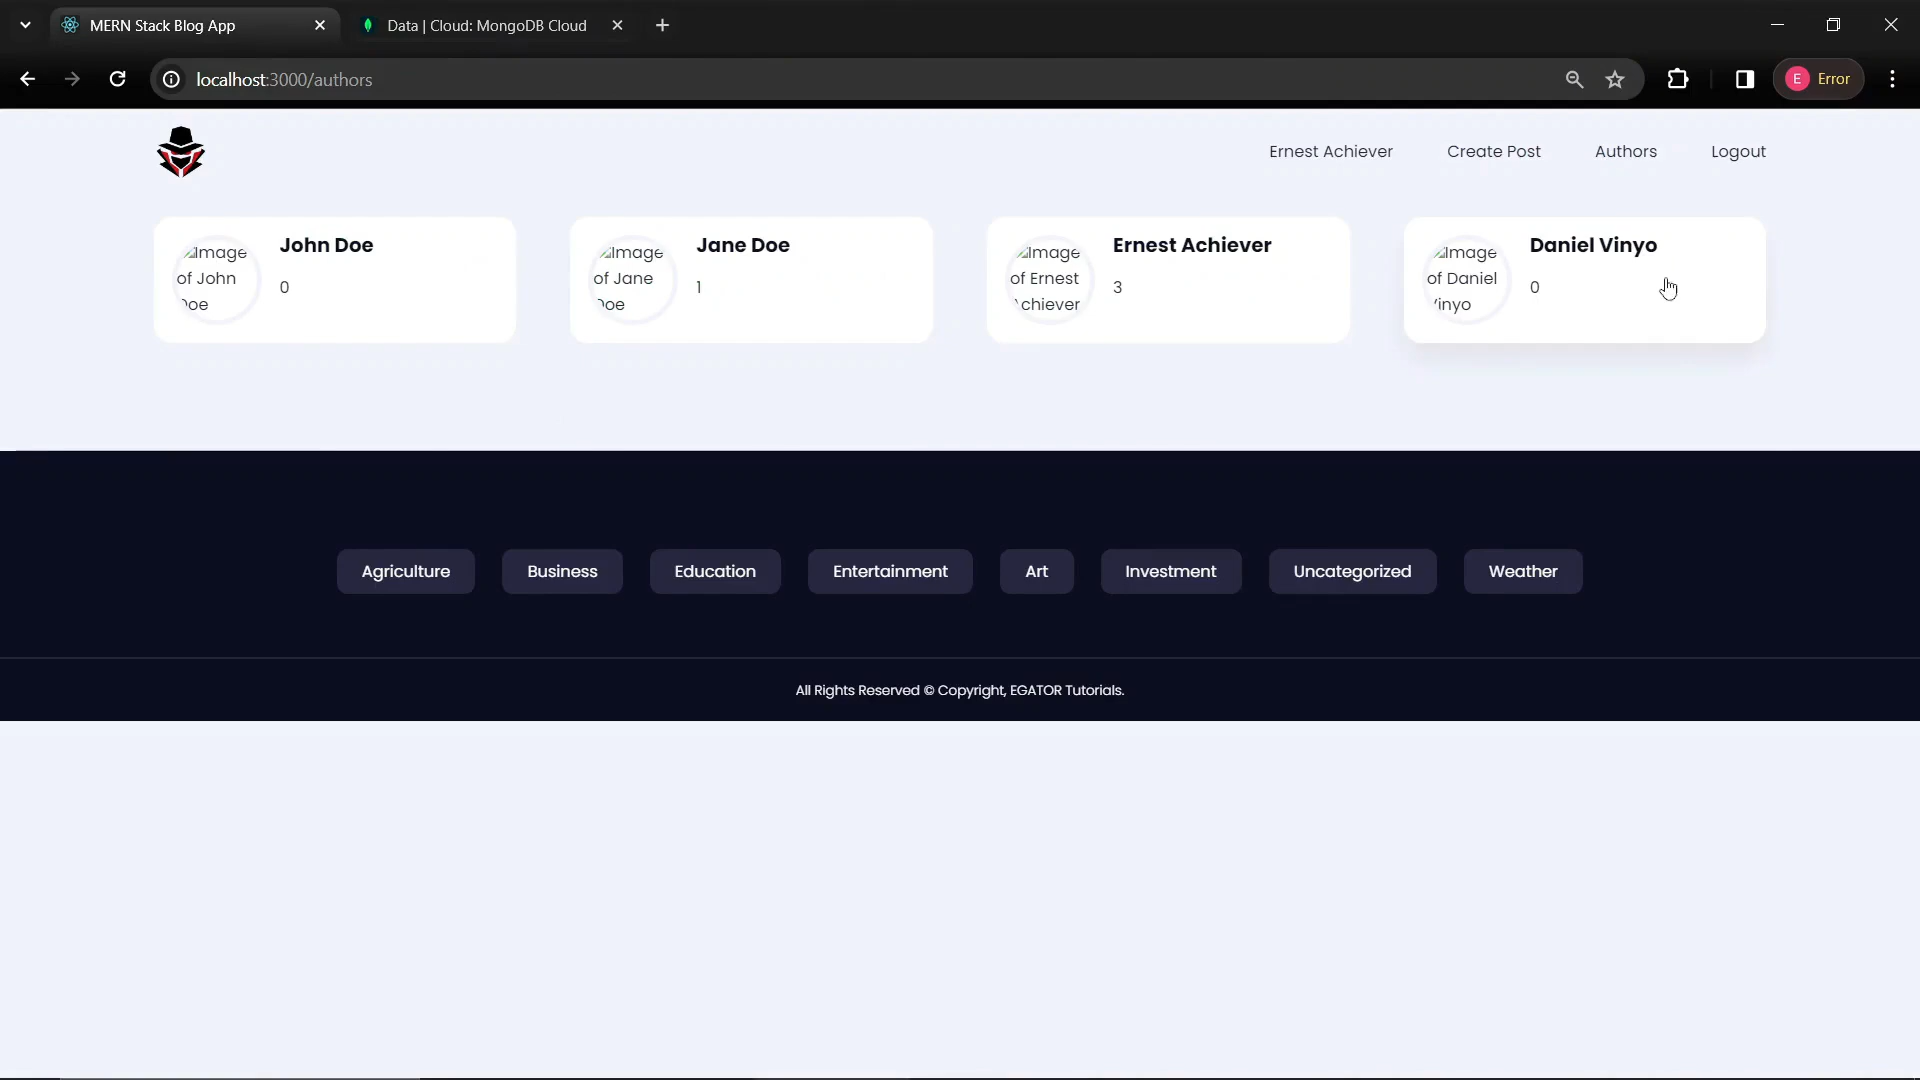 MERN Stack Blog App
Data | Cloud: MongoDB Cloud
localhost:3000/authors
E Error
Ernest Achiever
Create Post
Authors
Logout
Image
of John
Doe
John Doe
0
Image
of Jane
Doe
Jane Doe
1
Image
of Ernest
Achiever
Ernest Achiever
3
Image
of Daniel
Vinyo
Daniel Vinyo
0
Agriculture
Business
Education
Entertainment
Art
Investment
Uncategorized
Weather
All Rights Reserved © Copyright, EGATOR Tutorials.